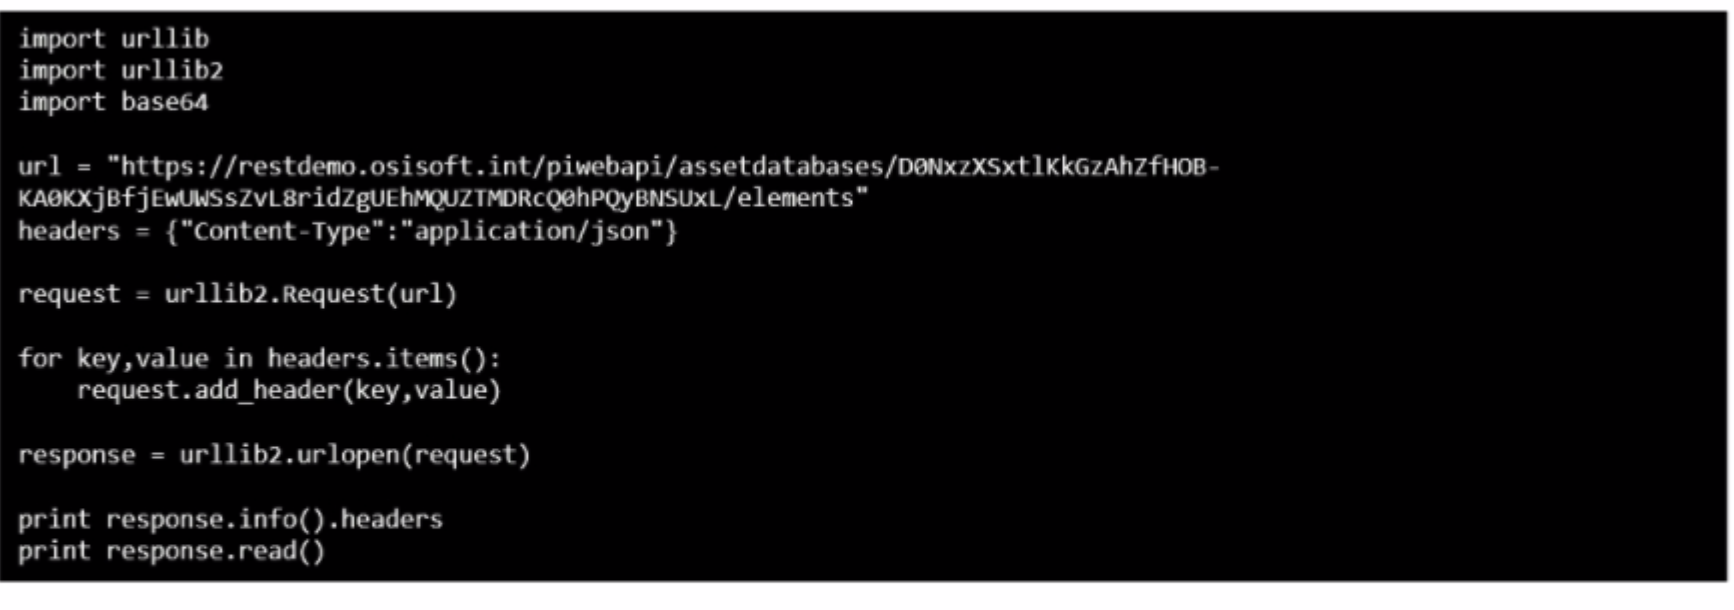 import urllib
import urllib2
import base64
url = "https://restdemo.osisoft.int/piwebapi/assetdatabases/D0NxzXSxtlKkGzAhZfHOB-
KA0KXjBfjEwUWSsZvL8ridZgUEhMQUZTMDRcQ0hPQyBNSUxL/elements"
headers = {"Content-Type":"application/json"}
request = urllib2.Request(url)
for key,value in headers.items():
    request.add_header(key,value)
response = urllib2.urlopen(request)
print response.info().headers
print response.read()